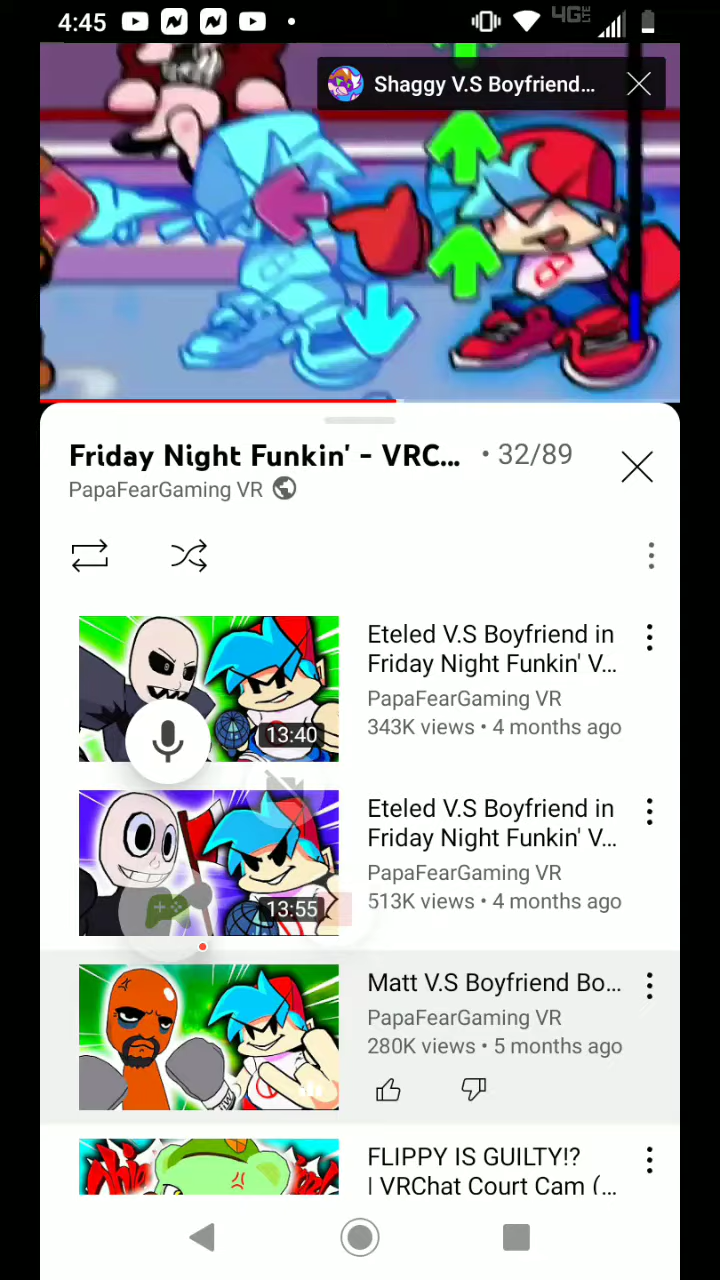 4:45
4G LTE
Shaggy V.S Boyfriend...
Friday Night Funkin' - VRC... • 32/89
PapaFearGaming VR
Eteled V.S Boyfriend in
Friday Night Funkin' V...
PapaFearGaming VR
343K views • 4 months ago
13:40
Eteled V.S Boyfriend in
Friday Night Funkin' V...
PapaFearGaming VR
513K views • 4 months ago
13:55
Matt V.S Boyfriend Bo...
PapaFearGaming VR
280K views • 5 months ago
FLIPPY IS GUILTY!?
| VRChat Court Cam (...